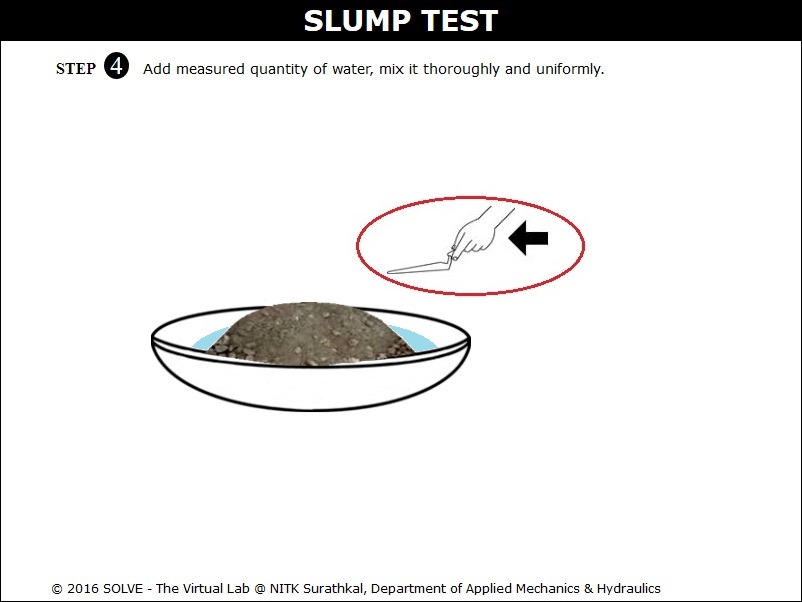 SLUMP TEST
STEP 4 Add measured quantity of water, mix it thoroughly and uniformly.
© 2016 SOLVE - The Virtual Lab @ NITK Surathkal, Department of Applied Mechanics & Hydraulics